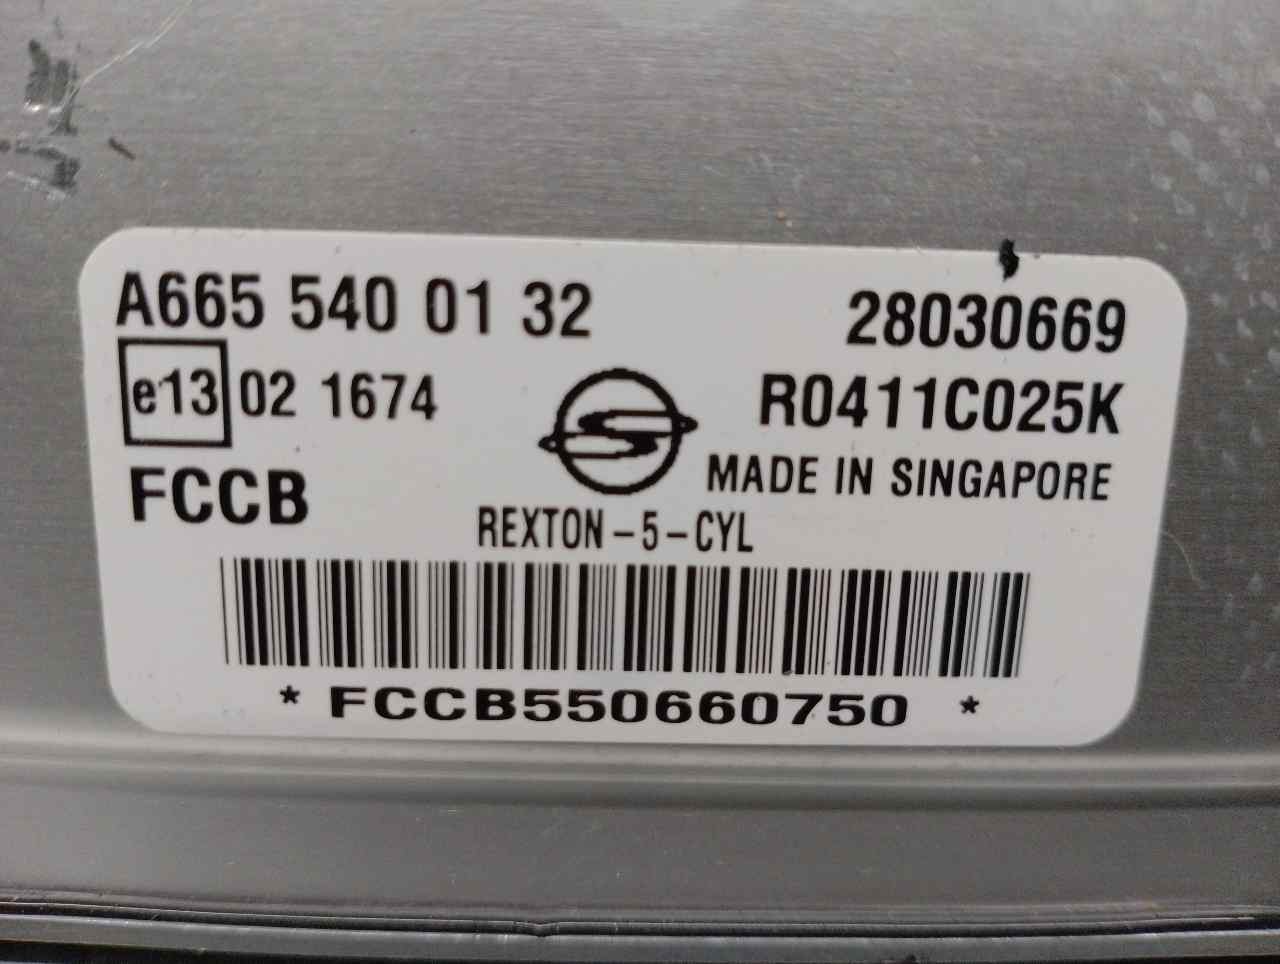 A665 540 01 32
28030669
e13 02 1674
R0411C025K
MADE IN SINGAPORE
FCCB
REXTON-5-CYL
* FCCB550660750 *